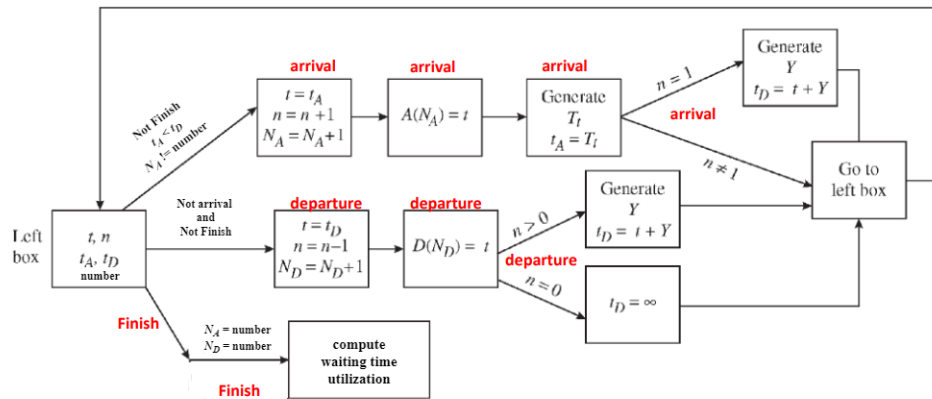 Generate
Y
t_D = t + Y
arrival
arrival
arrival
n = 1
t = t_A
n = n +1
N_A = N_A +1
A(N_A) = t
Generate
T_t
t_A = T_t
arrival
Not Finish
t_A < t_D
N_A != number
n ≠ 1
Go to
left box
Not arrival
and
Not Finish
departure
departure
Generate
Y
t_D = t + Y
Left
box
t, n
t_A, t_D
number
t = t_D
n = n−1
N_D = N_D +1
D(N_D) = t
n > 0
departure
n = 0
t_D = ∞
Finish
N_A = number
N_D = number
compute
waiting time
utilization
Finish